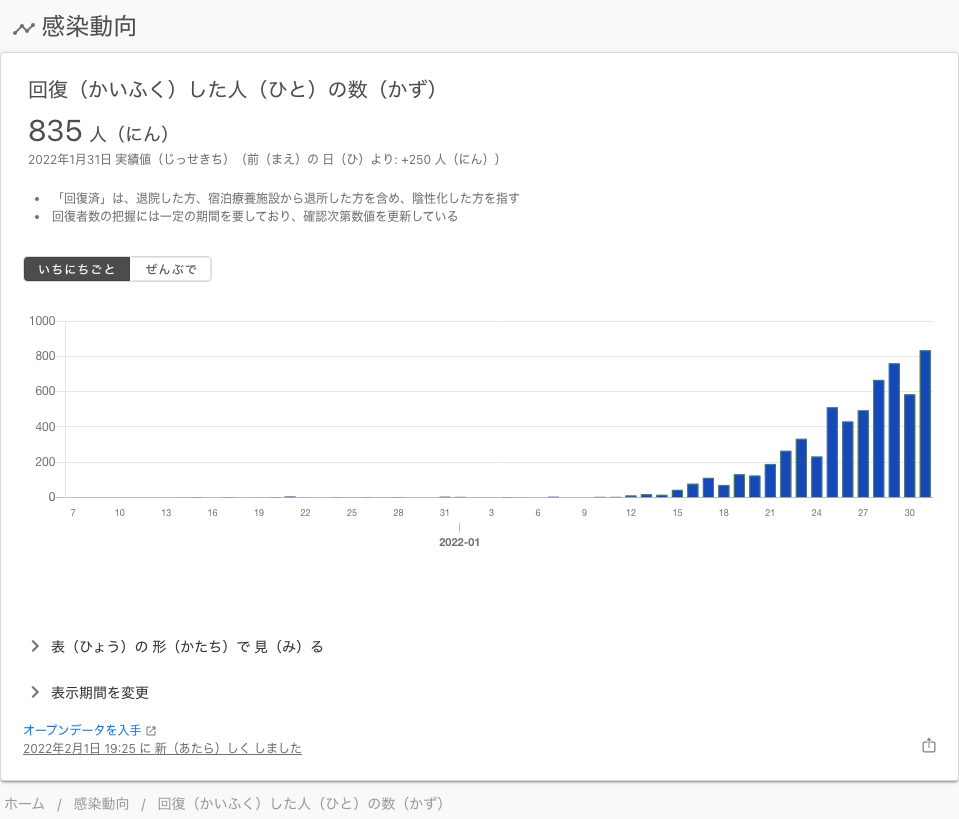 感染動向
回復（かいふく）した人（ひと）の数（かず）
835 人（にん）
2022年1月31日 実績値（じっせきち）（前（まえ）の 日（ひ）より: +250 人（にん））
「回復済」は、退院した方、宿泊療養施設から退所した方を含め、陰性化した方を指す
回復者数の把握には一定の期間を要しており、確認次第数値を更新している
いちにちごと ぜんぶで
1000
800
600
400
200
0
7 10 13 16 19 22 25 28 31 3 6 9 12 15 18 21 24 27 30
2022-01
表（ひょう）の 形（かたち）で 見（み）る
表示期間を変更
オープンデータを入手
2022年2月1日 19:25 に 新（あたら）しく しました
ホーム / 感染動向 / 回復（かいふく）した人（ひと）の数（かず）